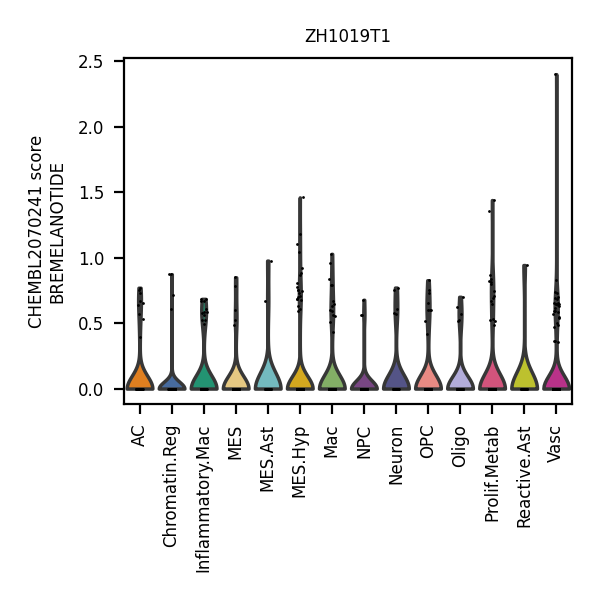 ZH1019T1
CHEMBL2070241 score
BREMELANOTIDE
2.5
2.0
1.5
1.0
0.5
0.0
AC
Chromatin.Reg
Inflammatory.Mac
MES
MES.Ast
MES.Hyp
Mac
NPC
Neuron
OPC
Oligo
Prolif.Metab
Reactive.Ast
Vasc